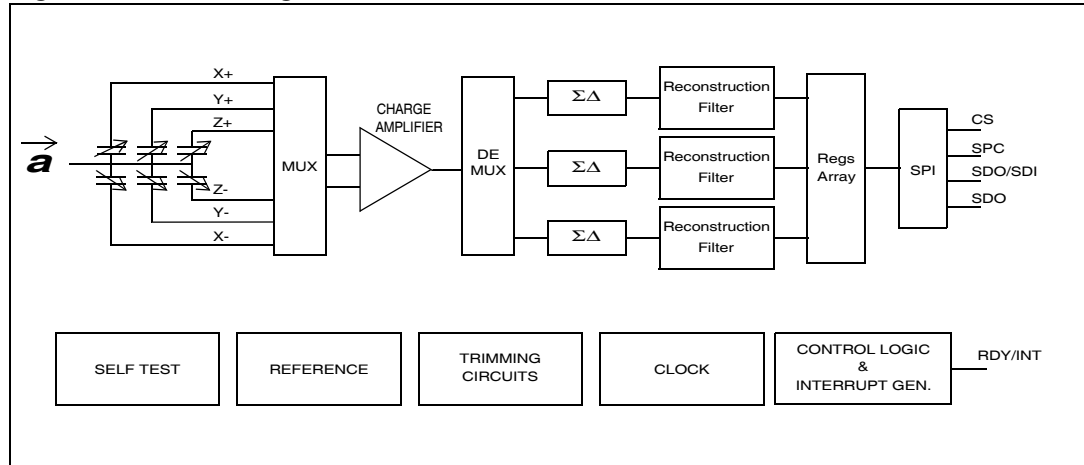 X+
Y+
Z+
Z-
Y-
X-
a
MUX
CHARGE
AMPLIFIER
DE
MUX
ΣΔ
ΣΔ
ΣΔ
Reconstruction
Filter
Reconstruction
Filter
Reconstruction
Filter
Regs
Array
SPI
CS
SPC
SDO/SDI
SDO
SELF TEST
REFERENCE
TRIMMING
CIRCUITS
CLOCK
CONTROL LOGIC
&
INTERRUPT GEN.
RDY/INT